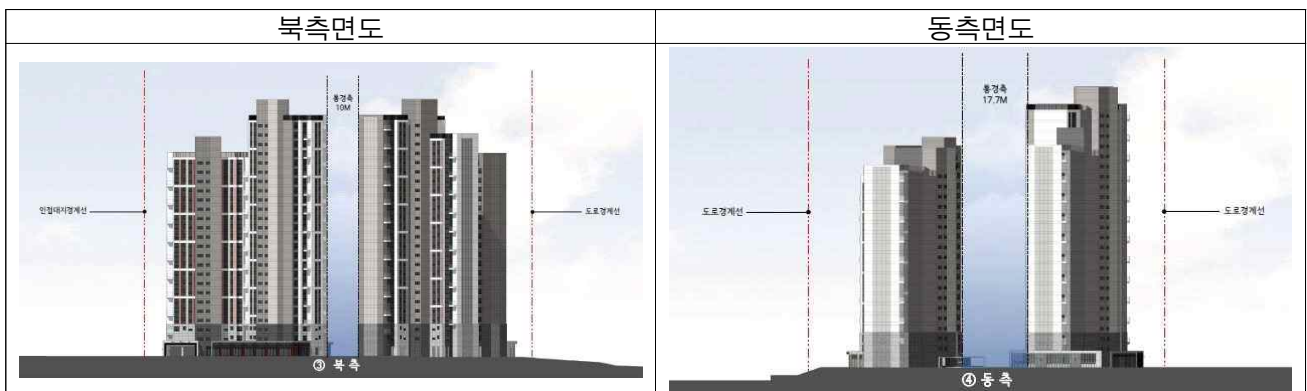 북측면도
동측면도
통경축
10M
인접대지경계선
도로경계선
③ 북 측
통경축
17.7M
도로경계선
도로경계선
④ 동 측